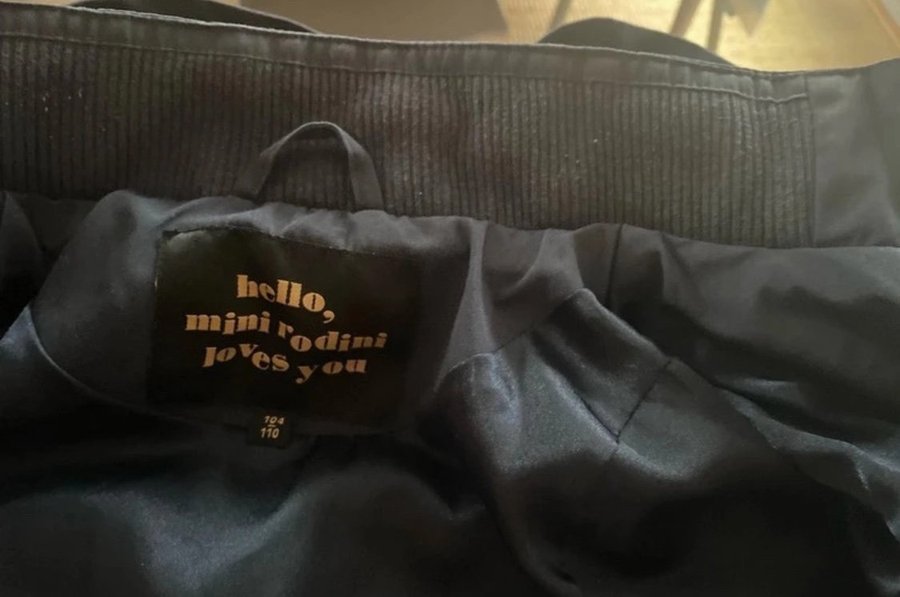 hello,
mini rodini
loves you
104
110